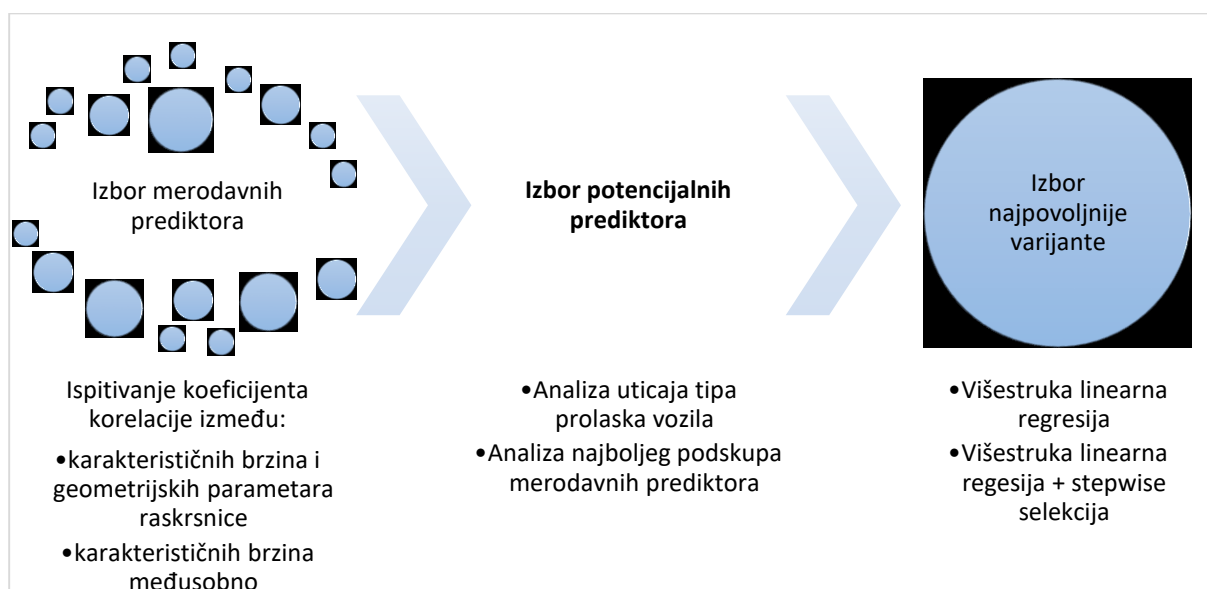 Izbor merodavnih
prediktora
Ispitivanje koeficijenta
korelacije između:
•karakterističnih brzina i
geometrijskih parametara
raskrsnice
•karakterističnih brzina
međusobno
Izbor potencijalnih
prediktora
•Analiza uticaja tipa
prolaska vozila
•Analiza najboljeg podskupa
merodavnih prediktora
Izbor
najpovoljnije
varijante
•Višestruka linearna
regresija
•Višestruka linearna
regesija + stepwise
selekcija